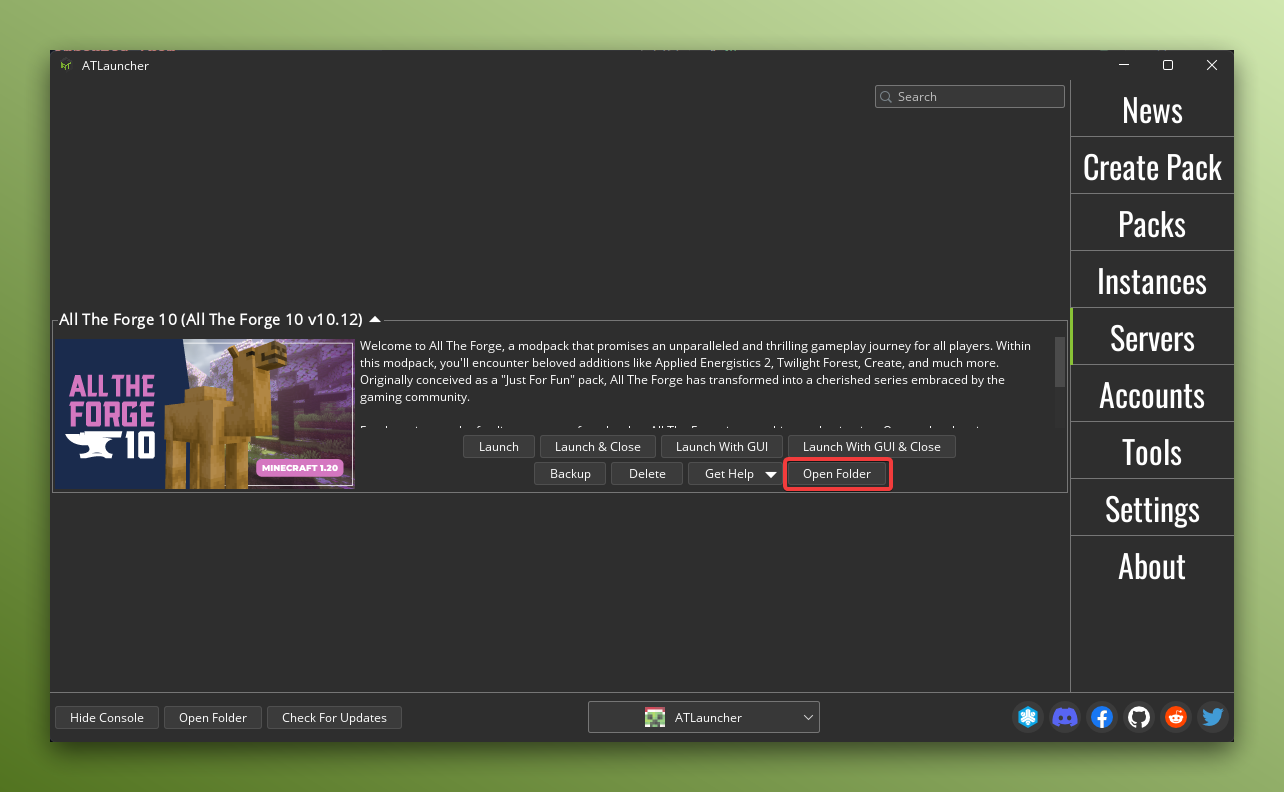 ATLauncher
Search
News
Create Pack
Packs
Instances
Servers
Accounts
Tools
Settings
About
All The Forge 10 (All The Forge 10 v10.12)
ALL THE
FORGE
10
MINECRAFT 1.20
Welcome to All The Forge, a modpack that promises an unparalleled and thrilling gameplay journey for all players. Within
this modpack, you'll encounter beloved additions like Applied Energistics 2, Twilight Forest, Create, and much more.
Originally conceived as a "Just For Fun" pack, All The Forge has transformed into a cherished series embraced by the
gaming community.
Launch
Launch & Close
Launch With GUI
Launch With GUI & Close
Backup
Delete
Get Help
Open Folder
Hide Console
Open Folder
Check For Updates
ATLauncher